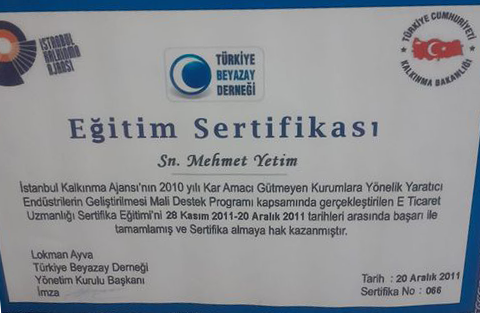 İSTANBUL
KALKINMA
AJANSI
TÜRKİYE
BEYAZAY
DERNEĞİ
TÜRKİYE CUMHURİYETİ
KALKINMA BAKANLIĞI
Eğitim Sertifikası
Sn. Mehmet Yetim
İstanbul Kalkınma Ajansı'nın 2010 yılı Kar Amacı Gütmeyen Kurumlara Yönelik Yaratıcı
Endüstrilerin Geliştirilmesi Mali Destek Programı kapsamında gerçekleştirilen E Ticaret
Uzmanlığı Sertifika Eğitimi'ni 28 Kasım 2011-20 Aralık 2011 tarihleri arasında başarı ile
tamamlamış ve Sertifika almaya hak kazanmıştır.
Lokman Ayva
Türkiye Beyazay Derneği
Yönetim Kurulu Başkanı
İmza
Tarih : 20 Aralık 2011
Sertifika No : 066